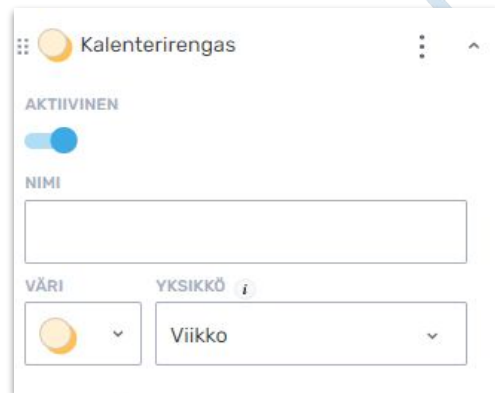 Kalenterirengas
AKTIIVINEN
NIMI
VÄRI YKSIKKÖ i
Viikko